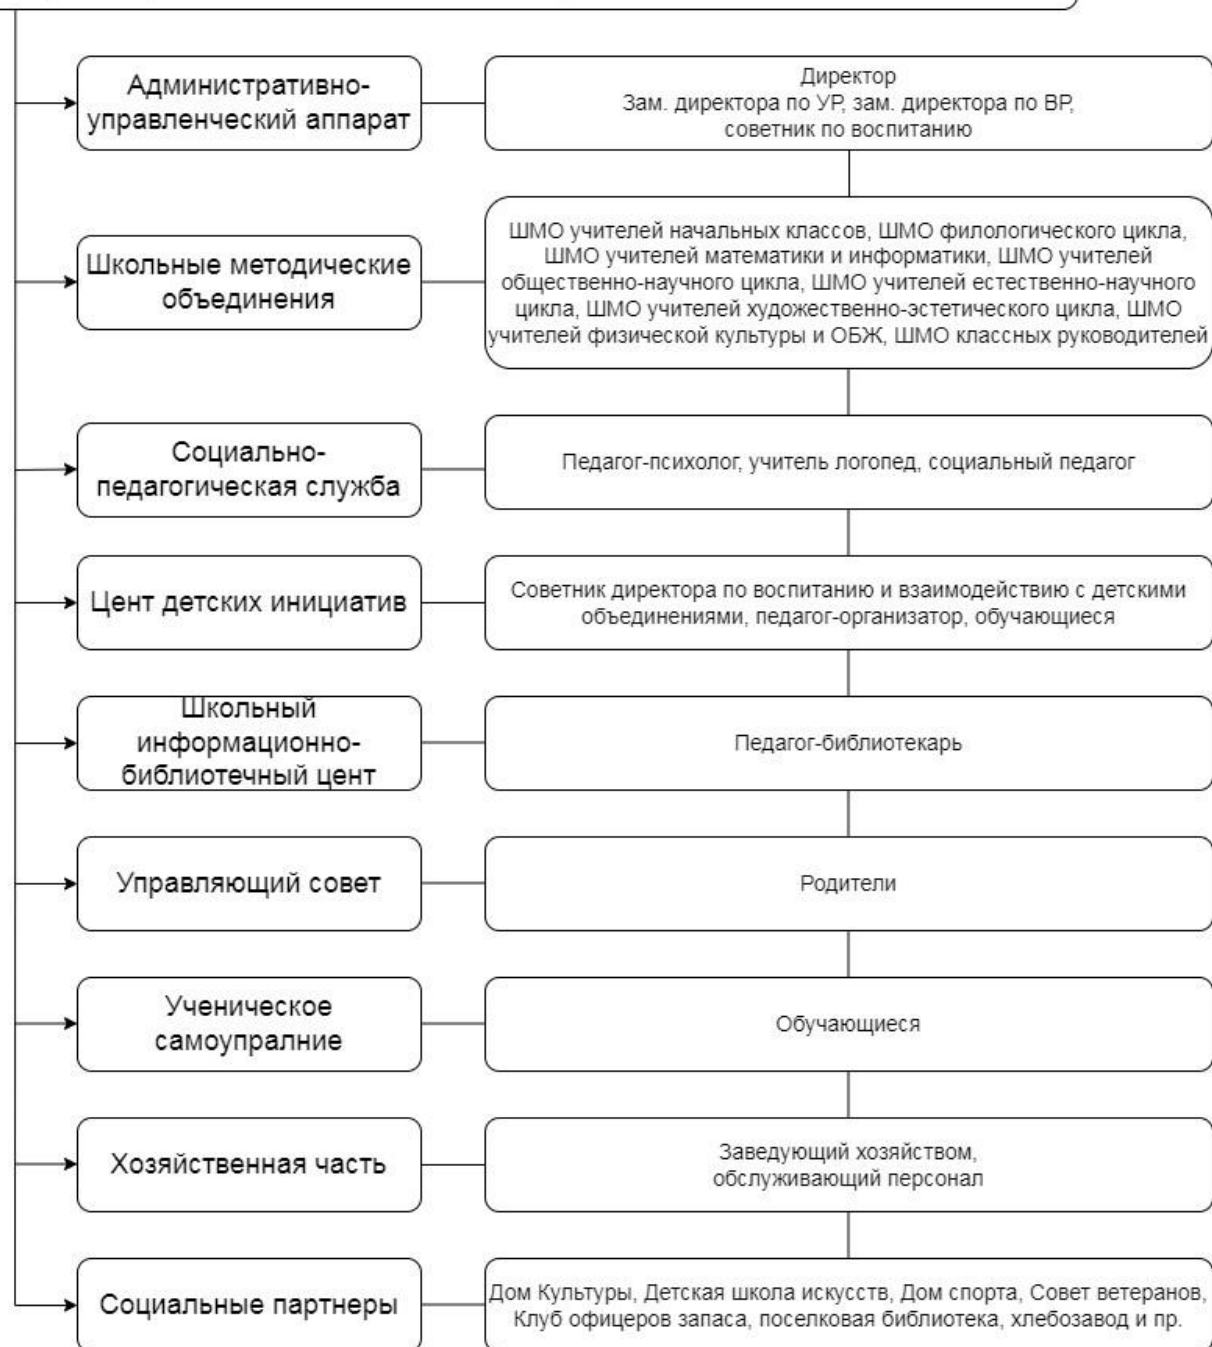 Административно-
управленческий аппарат
Директор
Зам. директора по УР, зам. директора по ВР,
советник по воспитанию
Школьные методические
объединения
ШМО учителей начальных классов, ШМО филологического цикла,
ШМО учителей математики и информатики, ШМО учителей
общественно-научного цикла, ШМО учителей естественно-научного
цикла, ШМО учителей художественно-эстетического цикла, ШМО
учителей физической культуры и ОБЖ, ШМО классных руководителей
Социально-
педагогическая служба
Педагог-психолог, учитель логопед, социальный педагог
Цент детских инициатив
Советник директора по воспитанию и взаимодействию с детскими
объединениями, педагог-организатор, обучающиеся
Школьный
информационно-
библиотечный цент
Педагог-библиотекарь
Управляющий совет
Родители
Ученическое
самоупралние
Обучающиеся
Хозяйственная часть
Заведующий хозяйством,
обслуживающий персонал
Социальные партнеры
Дом Культуры, Детская школа искусств, Дом спорта, Совет ветеранов,
Клуб офицеров запаса, поселковая библиотека, хлебозавод и пр.